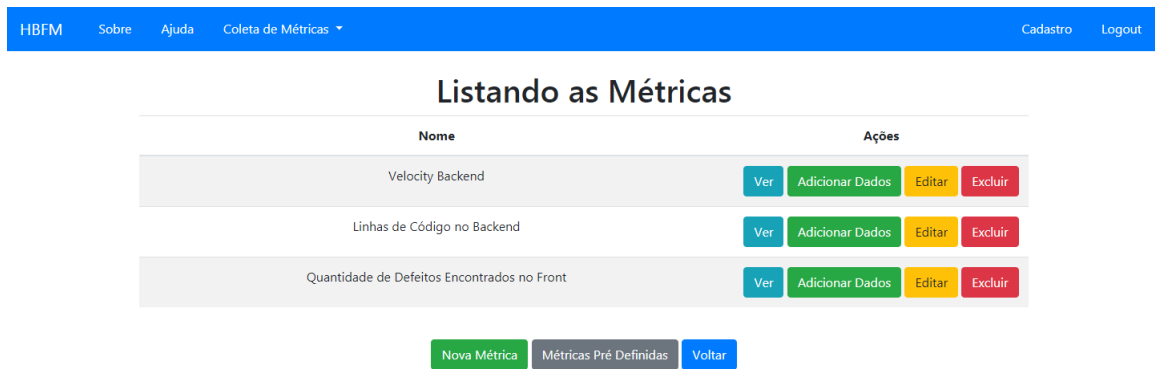 HBFM Sobre Ajuda Coleta de Métricas Cadastro Logout
Listando as Métricas
Nome Ações
Velocity Backend Ver Adicionar Dados Editar Excluir
Linhas de Código no Backend Ver Adicionar Dados Editar Excluir
Quantidade de Defeitos Encontrados no Front Ver Adicionar Dados Editar Excluir
Nova Métrica Métricas Pré Definidas Voltar